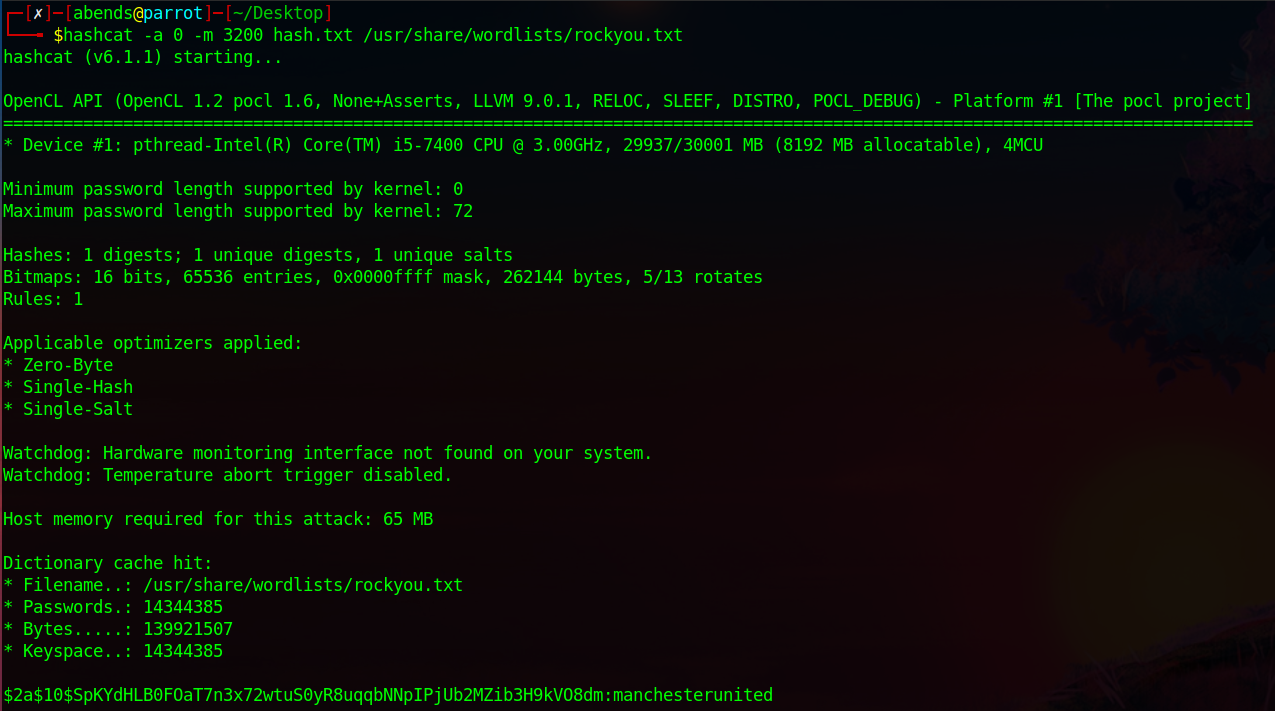 ┌─[✗]─[abends@parrot]─[~/Desktop]
└──╼ $hashcat -a 0 -m 3200 hash.txt /usr/share/wordlists/rockyou.txt
hashcat (v6.1.1) starting...
OpenCL API (OpenCL 1.2 pocl 1.6, None+Asserts, LLVM 9.0.1, RELOC, SLEEF, DISTRO, POCL_DEBUG) - Platform #1 [The pocl project]
=============================================================================================================================
* Device #1: pthread-Intel(R) Core(TM) i5-7400 CPU @ 3.00GHz, 29937/30001 MB (8192 MB allocatable), 4MCU
Minimum password length supported by kernel: 0
Maximum password length supported by kernel: 72
Hashes: 1 digests; 1 unique digests, 1 unique salts
Bitmaps: 16 bits, 65536 entries, 0x0000ffff mask, 262144 bytes, 5/13 rotates
Rules: 1
Applicable optimizers applied:
* Zero-Byte
* Single-Hash
* Single-Salt
Watchdog: Hardware monitoring interface not found on your system.
Watchdog: Temperature abort trigger disabled.
Host memory required for this attack: 65 MB
Dictionary cache hit:
* Filename..: /usr/share/wordlists/rockyou.txt
* Passwords.: 14344385
* Bytes.....: 139921507
* Keyspace..: 14344385
$2a$10$SpKYdHLB0FOaT7n3x72wtuS0yR8uqqbNNpIPjUb2MZib3H9kVO8dm:manchesterunited